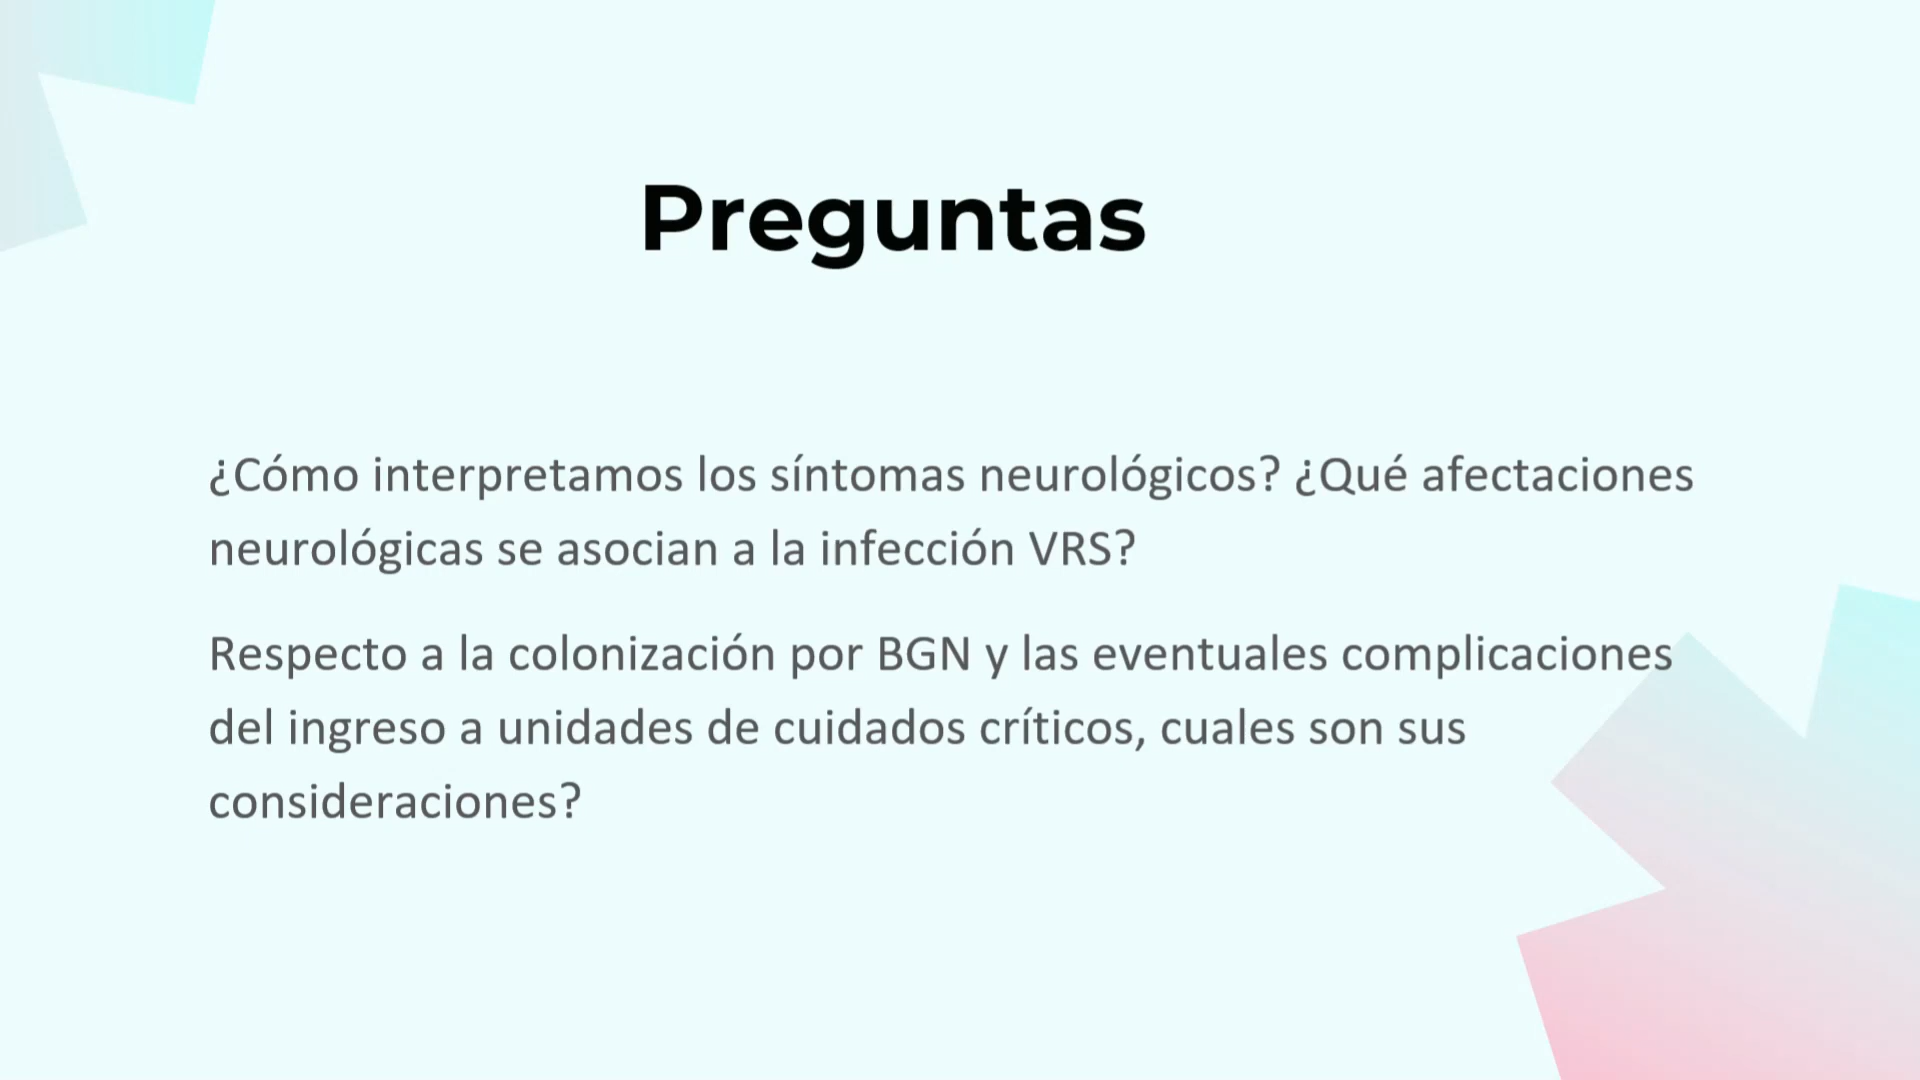 Preguntas
¿Cómo interpretamos los síntomas neurológicos? ¿Qué afectaciones
neurológicas se asocian a la infección VRS?
Respecto a la colonización por BGN y las eventuales complicaciones
del ingreso a unidades de cuidados críticos, cuales son sus
consideraciones?